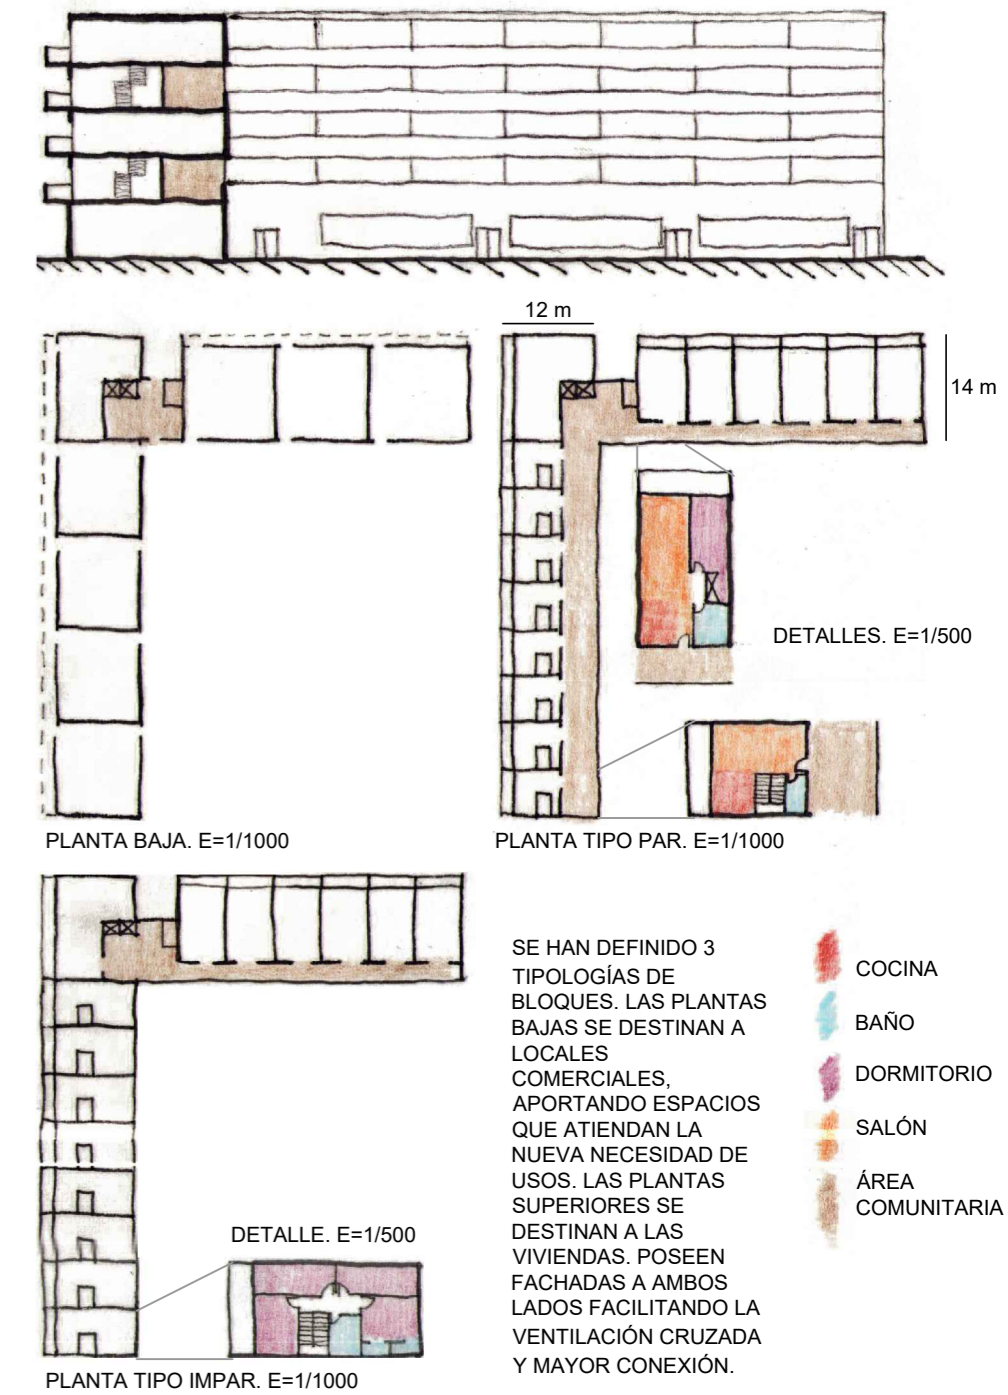 12 m
14 m
DETALLES. E=1/500
PLANTA BAJA. E=1/1000
PLANTA TIPO PAR. E=1/1000
SE HAN DEFINIDO 3
TIPOLOGÍAS DE
BLOQUES. LAS PLANTAS
BAJAS SE DESTINAN A
LOCALES
COMERCIALES,
APORTANDO ESPACIOS
QUE ATIENDAN LA
NUEVA NECESIDAD DE
USOS. LAS PLANTAS
SUPERIORES SE
DESTINAN A LAS
VIVIENDAS. POSEEN
FACHADAS A AMBOS
LADOS FACILITANDO LA
VENTILACIÓN CRUZADA
Y MAYOR CONEXIÓN.
COCINA
BAÑO
DORMITORIO
SALÓN
ÁREA
COMUNITARIA
DETALLE. E=1/500
PLANTA TIPO IMPAR. E=1/1000